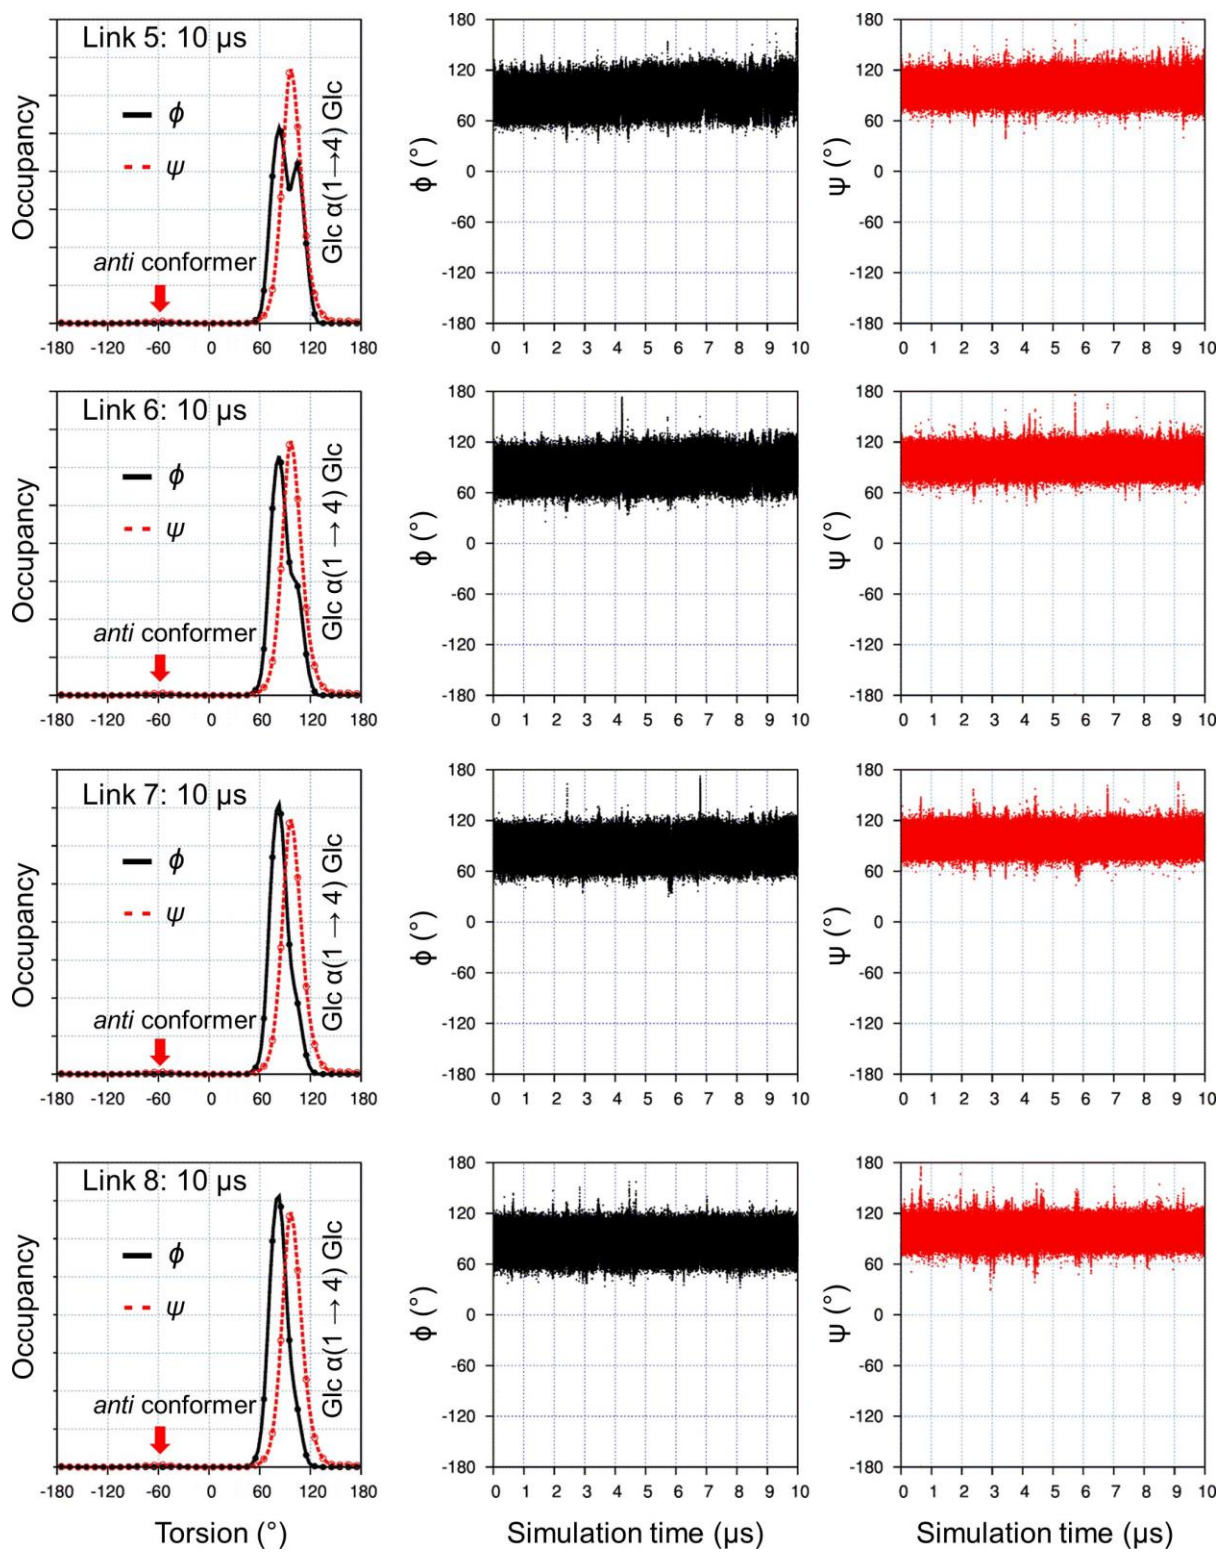 Link 5: 10 μs
ϕ
ψ
Occupancy
Glc α(1→4) Glc
anti conformer
-180 -120 -60 0 60 120 180
180
120
60
0
-60
-120
-180
ϕ (°)
0 1 2 3 4 5 6 7 8 9 10
180
120
60
0
-60
-120
-180
Ψ (°)
0 1 2 3 4 5 6 7 8 9 10
Link 6: 10 μs
ϕ
ψ
Occupancy
Glc α(1 → 4) Glc
anti conformer
-180 -120 -60 0 60 120 180
180
120
60
0
-60
-120
-180
ϕ (°)
0 1 2 3 4 5 6 7 8 9 10
180
120
60
0
-60
-120
-180
Ψ (°)
0 1 2 3 4 5 6 7 8 9 10
Link 7: 10 μs
ϕ
ψ
Occupancy
Glc α(1 → 4) Glc
anti conformer
-180 -120 -60 0 60 120 180
180
120
60
0
-60
-120
-180
ϕ (°)
0 1 2 3 4 5 6 7 8 9 10
180
120
60
0
-60
-120
-180
Ψ (°)
0 1 2 3 4 5 6 7 8 9 10
Link 8: 10 μs
ϕ
ψ
Occupancy
Glc α(1 → 4) Glc
anti conformer
-180 -120 -60 0 60 120 180
180
120
60
0
-60
-120
-180
ϕ (°)
0 1 2 3 4 5 6 7 8 9 10
180
120
60
0
-60
-120
-180
Ψ (°)
0 1 2 3 4 5 6 7 8 9 10
Torsion (°)
Simulation time (μs)
Simulation time (μs)